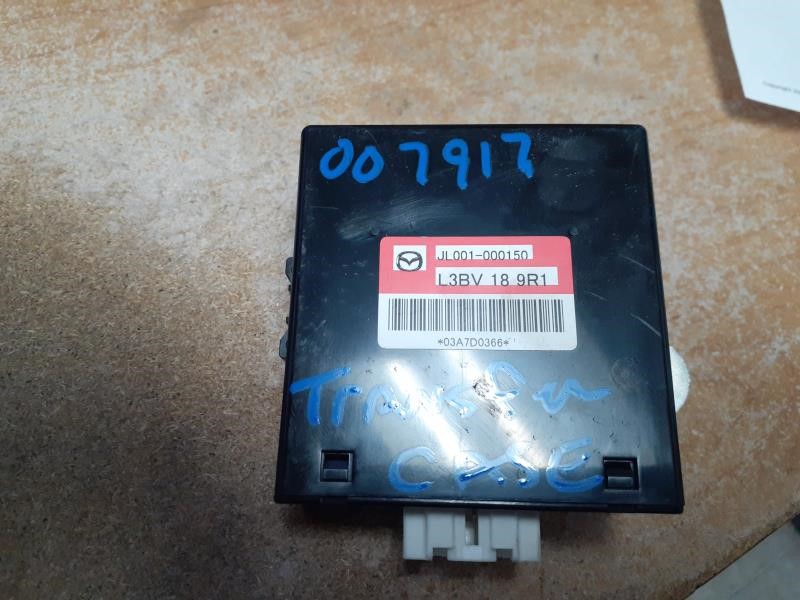 007917
JL001-000150
L3BV 18 9R1
*03A7D0366*
Transfer
CASE